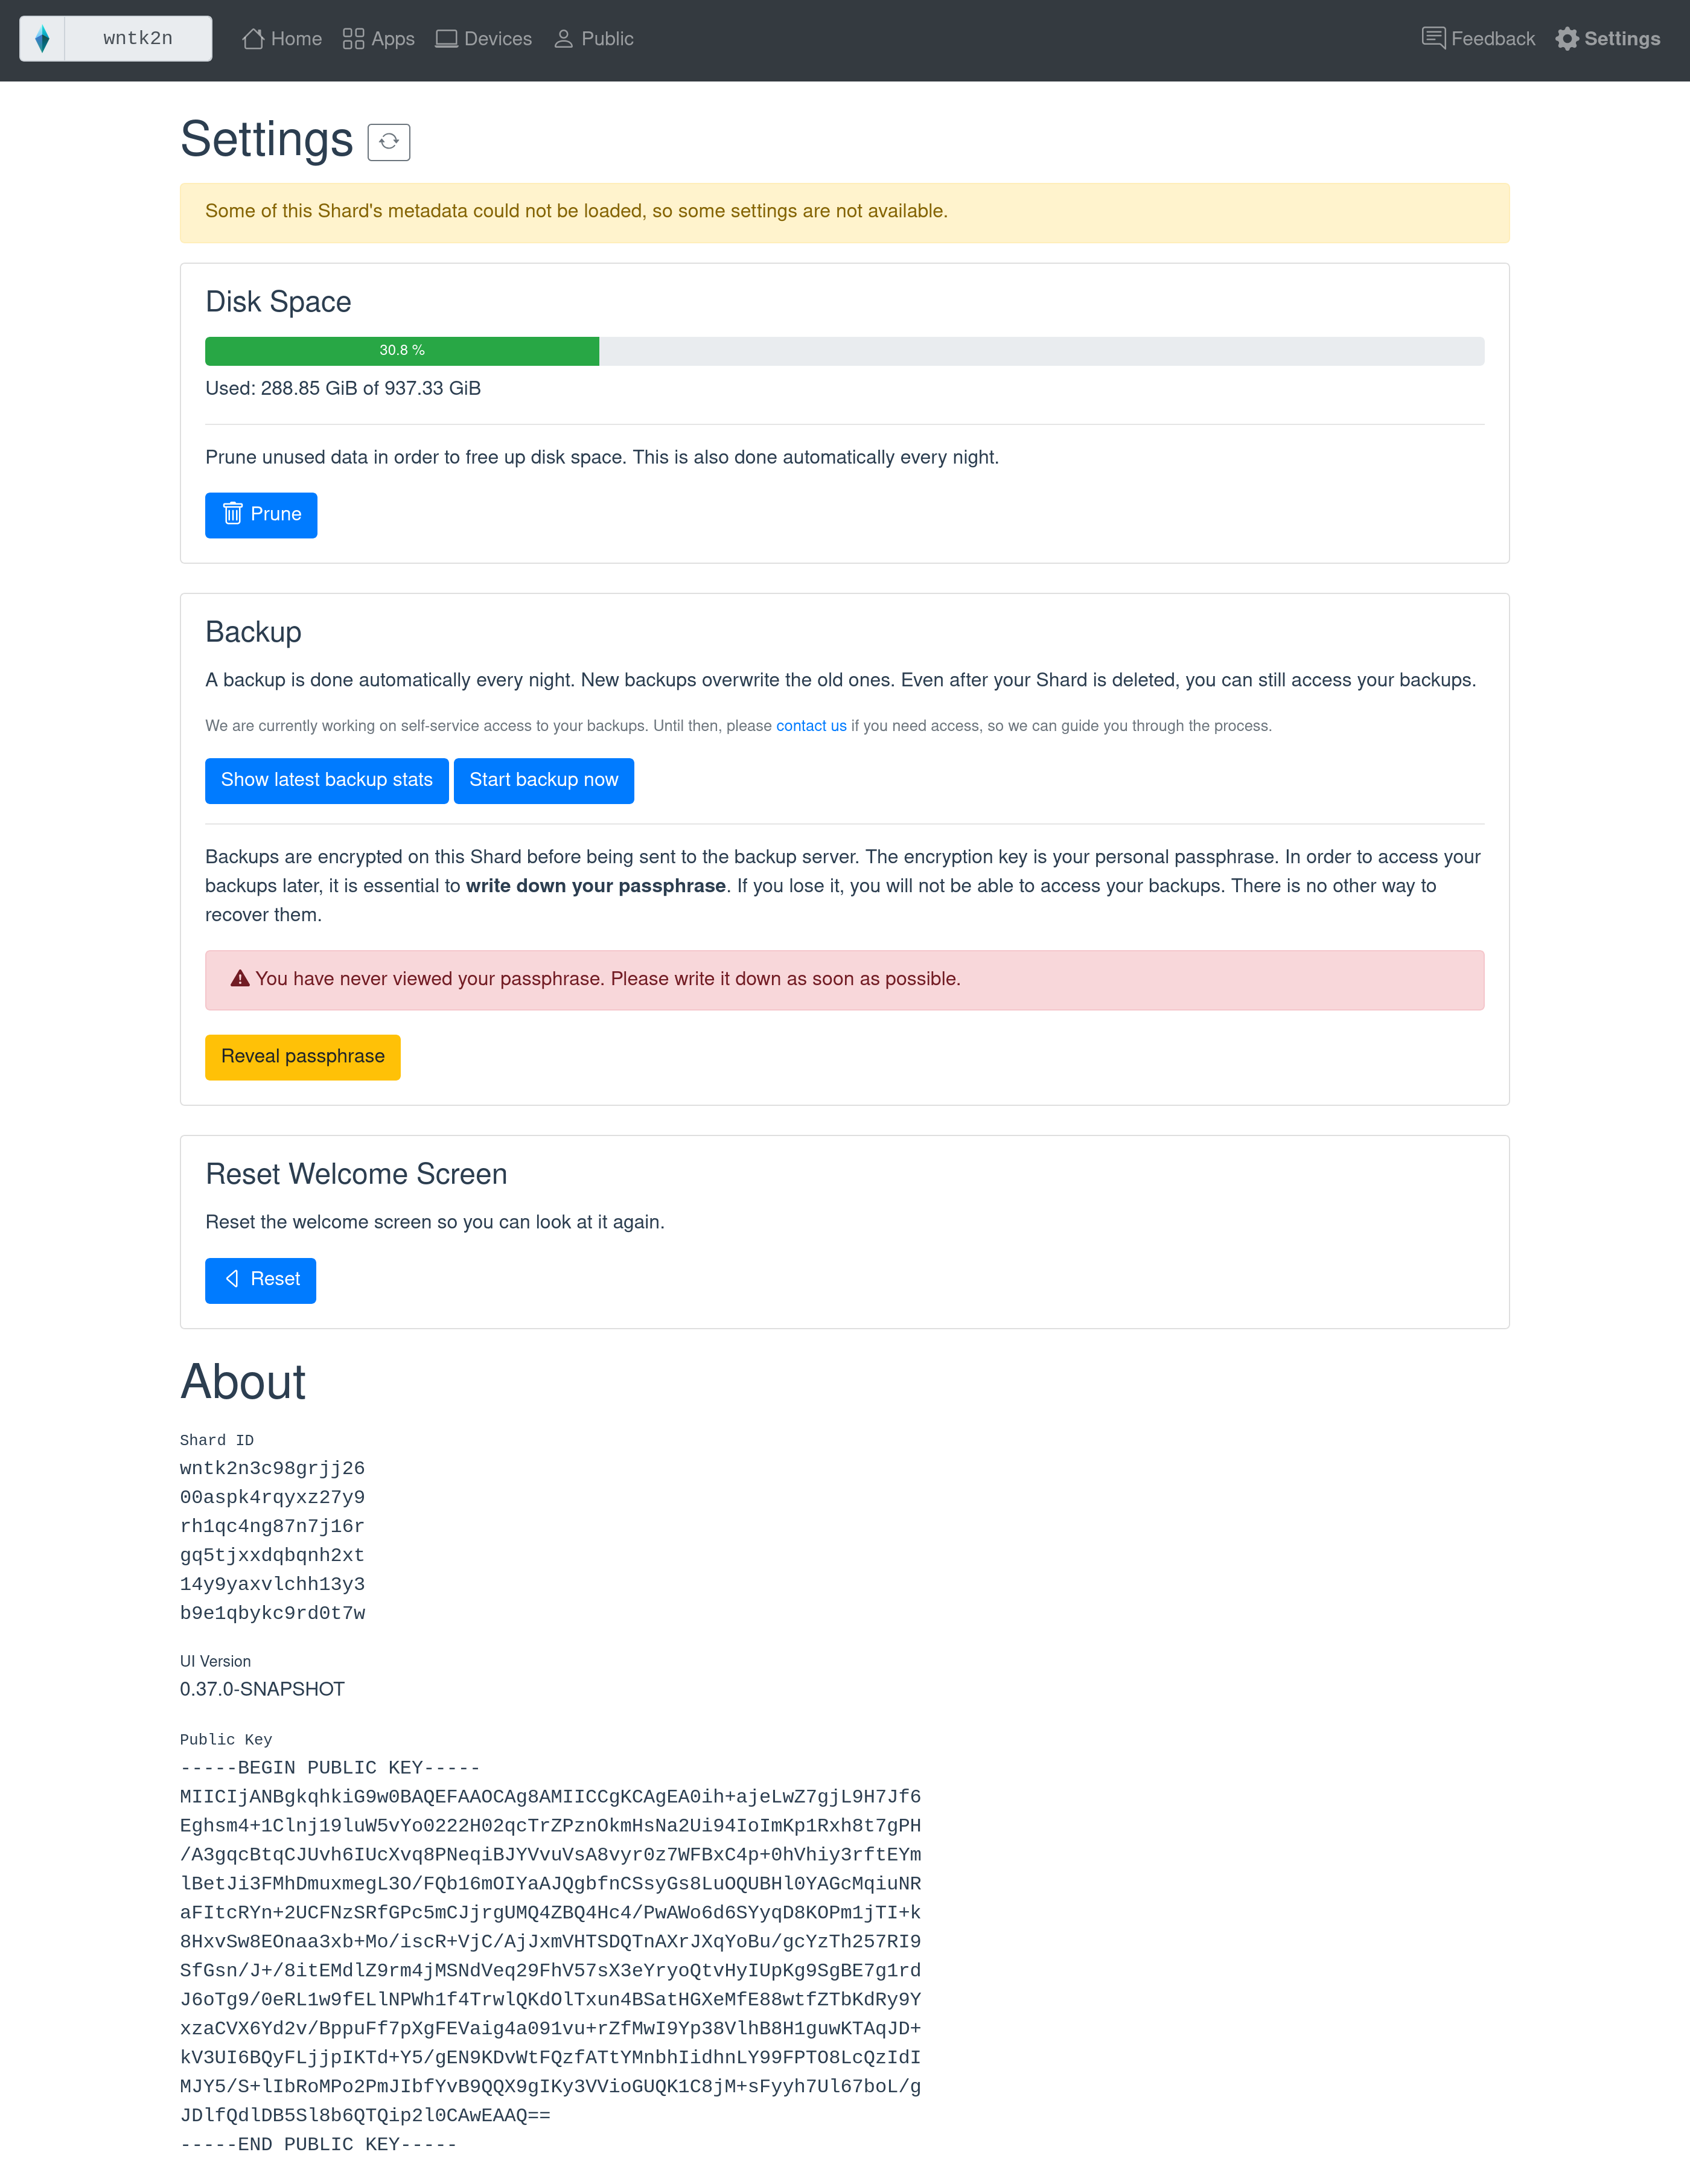 wntk2n
Home
Apps
Devices
Public
Feedback
Settings
Settings
Some of this Shard's metadata could not be loaded, so some settings are not available.
Disk Space
30.8 %
Used: 288.85 GiB of 937.33 GiB
Prune unused data in order to free up disk space. This is also done automatically every night.
Prune
Backup
A backup is done automatically every night. New backups overwrite the old ones. Even after your Shard is deleted, you can still access your backups.
We are currently working on self-service access to your backups. Until then, please contact us if you need access, so we can guide you through the process.
Show latest backup stats
Start backup now
Backups are encrypted on this Shard before being sent to the backup server. The encryption key is your personal passphrase. In order to access your
backups later, it is essential to write down your passphrase. If you lose it, you will not be able to access your backups. There is no other way to
recover them.
You have never viewed your passphrase. Please write it down as soon as possible.
Reveal passphrase
Reset Welcome Screen
Reset the welcome screen so you can look at it again.
Reset
About
Shard ID
wntk2n3c98grjj26
00aspk4rqyxz27y9
rh1qc4ng87n7j16r
gq5tjxxdqbqnh2xt
14y9yaxvlchh13y3
b9e1qbykc9rd0t7w
UI Version
0.37.0-SNAPSHOT
Public Key
-----BEGIN PUBLIC KEY-----
MIICIjANBgkqhkiG9w0BAQEFAAOCAg8AMIICCgKCAgEA0ih+ajeLwZ7gjL9H7Jf6
Eghsm4+1Clnj19luW5vYo0222H02qcTrZPznOkmHsNa2Ui94IoImKp1Rxh8t7gPH
/A3gqcBtqCJUvh6IUcXvq8PNeqiBJYVvuVsA8vyr0z7WFBxC4p+0hVhiy3rftEYm
lBetJi3FMhDmuxmegL3O/FQb16mOIYaAJQgbfnCSsyGs8LuOQUBHl0YAGcMqiuNR
aFItcRYn+2UCFNzSRfGPc5mCJjrgUMQ4ZBQ4Hc4/PwAWo6d6SYyqD8KOPm1jTI+k
8HxvSw8EOnaa3xb+Mo/iscR+VjC/AjJxmVHTSDQTnAXrJXqYoBu/gcYzTh257RI9
SfGsn/J+/8itEMdlZ9rm4jMSNdVeq29FhV57sX3eYryoQtvHyIUpKg9SgBE7g1rd
J6oTg9/0eRL1w9fELlNPWh1f4TrwlQKdOlTxun4BSatHGXeMfE88wtfZTbKdRy9Y
xzaCVX6Yd2v/BppuFf7pXgFEVaig4a091vu+rZfMwI9Yp38VlhB8H1guwKTAqJD+
kV3UI6BQyFLjjpIKTd+Y5/gEN9KDvWtFQzfATtYMnbhIidhnLY99FPTO8LcQzIdI
MJY5/S+lIbRoMPo2PmJIbfYvB9QQX9gIKy3VVioGUQK1C8jM+sFyyh7Ul67boL/g
JDlfQdlDB5Sl8b6QTQip2l0CAwEAAQ==
-----END PUBLIC KEY-----